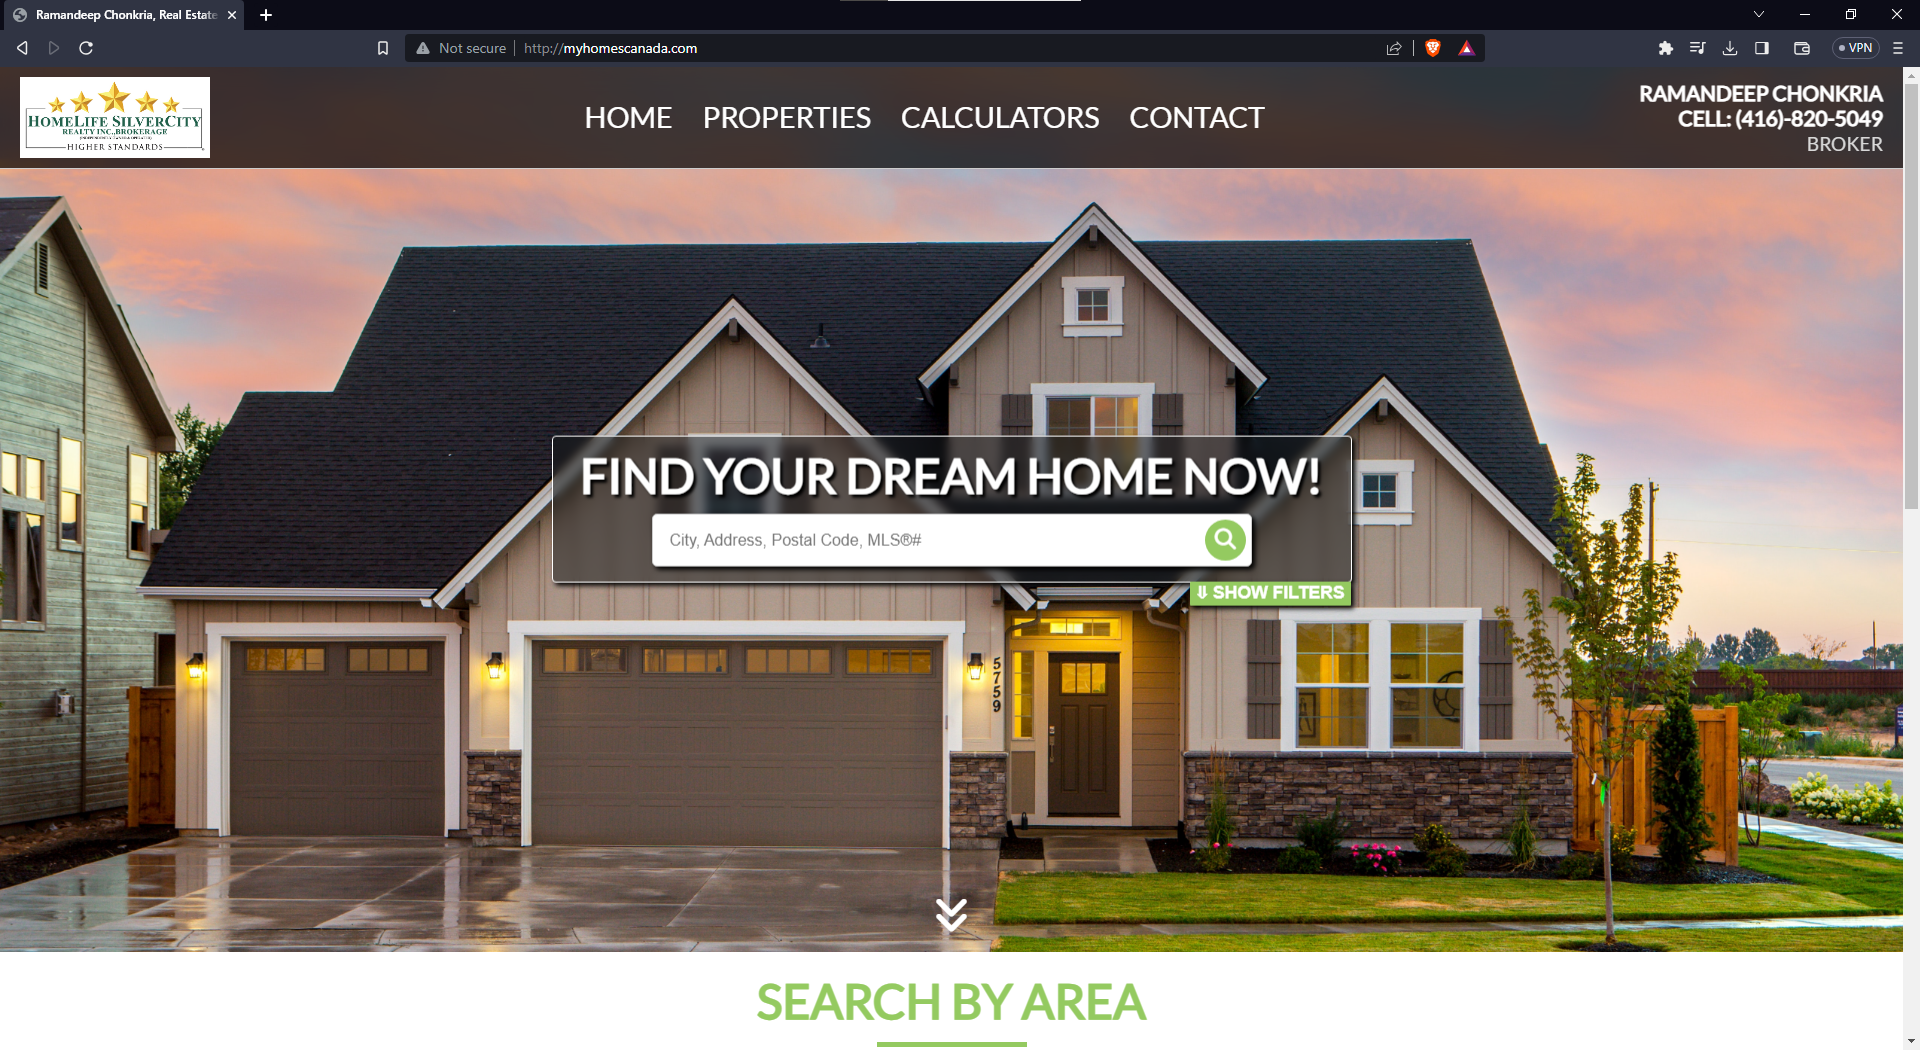 Ramandeep Chonkria, Real Estate
Not secure
http://myhomescanada.com
VPN
HOMELIFE SILVERCITY
REALTY INC., BROKERAGE
HIGHER STANDARDS
HOME
PROPERTIES
CALCULATORS
CONTACT
RAMANDEEP CHONKRIA
CELL: (416)-820-5049
BROKER
FIND YOUR DREAM HOME NOW!
City, Address, Postal Code, MLS®#
⇓ SHOW FILTERS
5759
SEARCH BY AREA